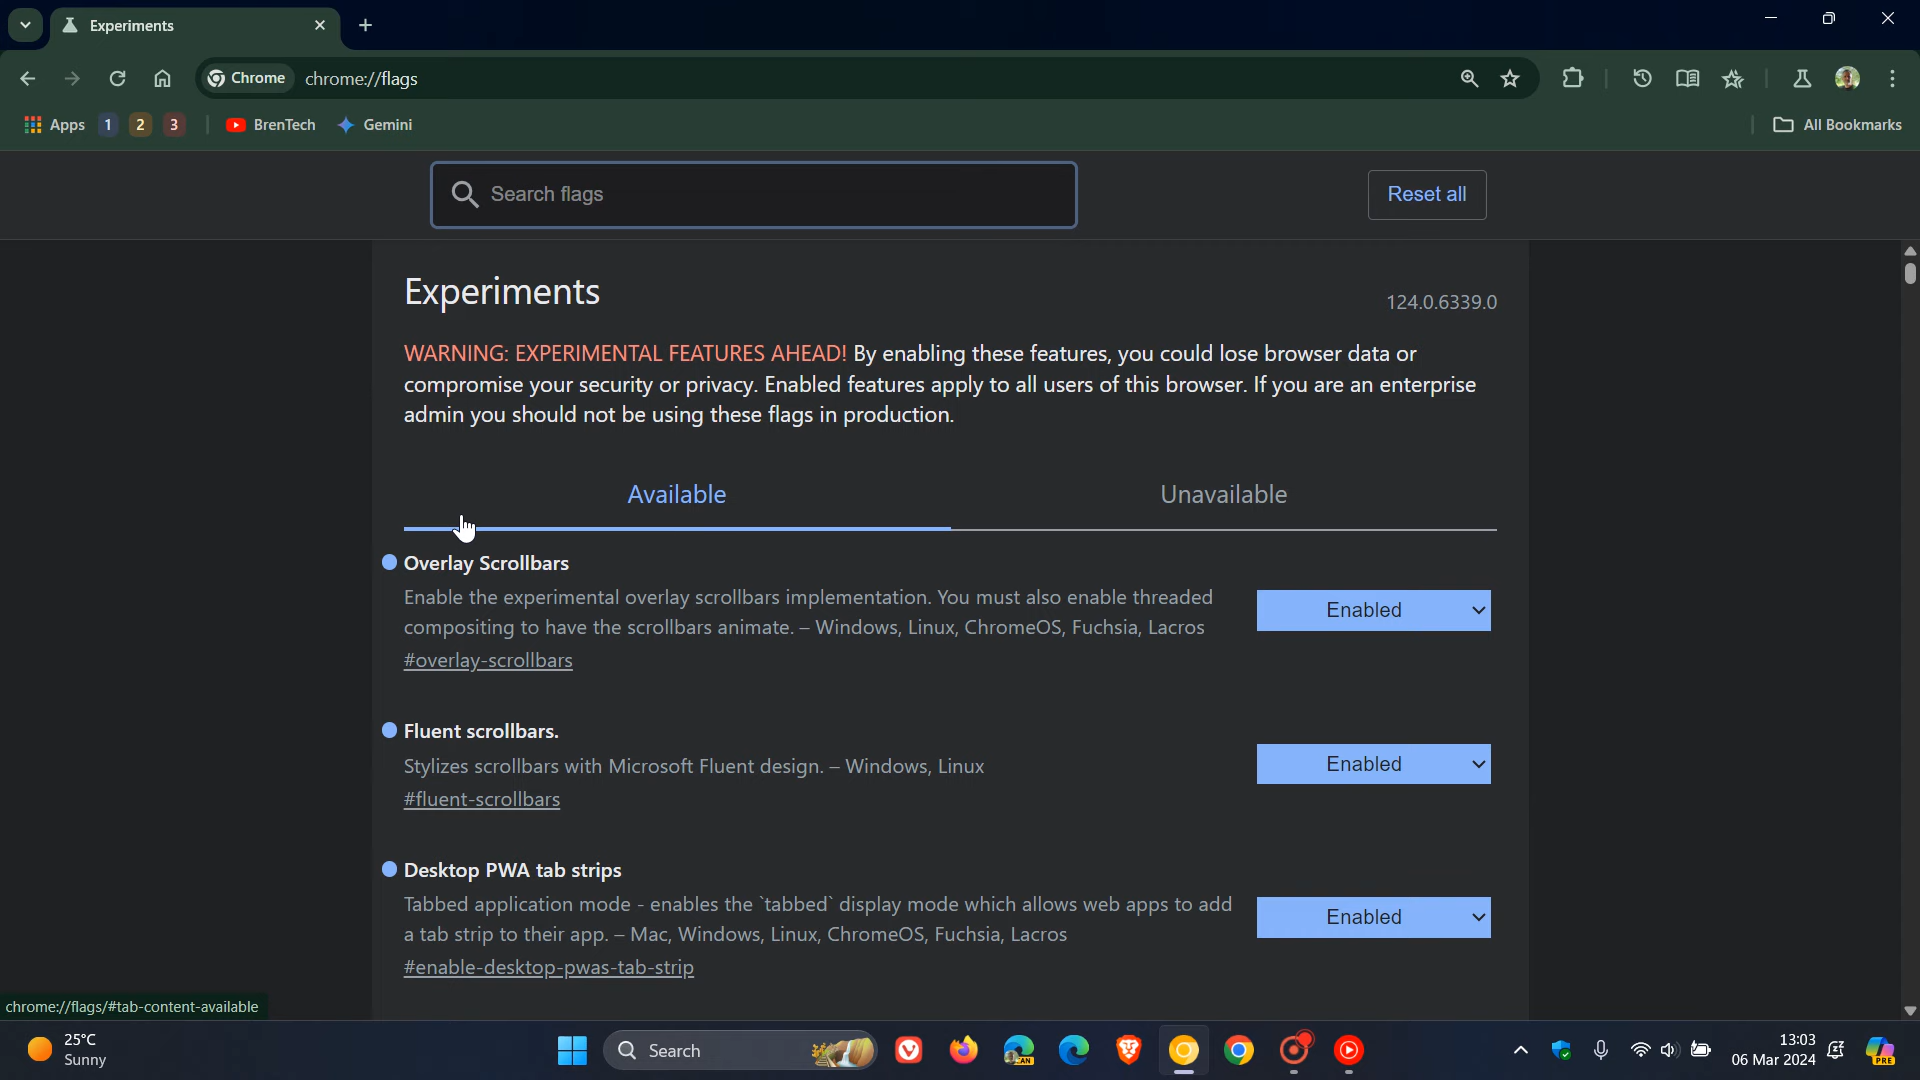 Experiments
Chrome chrome://flags
Apps 1 2 3 BrenTech Gemini All Bookmarks
Search flags Reset all
Experiments 124.0.6339.0
WARNING: EXPERIMENTAL FEATURES AHEAD! By enabling these features, you could lose browser data or
compromise your security or privacy. Enabled features apply to all users of this browser. If you are an enterprise
admin you should not be using these flags in production.
Available Unavailable
Overlay Scrollbars
Enable the experimental overlay scrollbars implementation. You must also enable threaded
compositing to have the scrollbars animate. – Windows, Linux, ChromeOS, Fuchsia, Lacros
#overlay-scrollbars
Enabled
Fluent scrollbars.
Stylizes scrollbars with Microsoft Fluent design. – Windows, Linux
#fluent-scrollbars
Enabled
Desktop PWA tab strips
Tabbed application mode - enables the `tabbed` display mode which allows web apps to add
a tab strip to their app. – Mac, Windows, Linux, ChromeOS, Fuchsia, Lacros
#enable-desktop-pwas-tab-strip
Enabled
chrome://flags/#tab-content-available
25°C
Sunny
Search
CAN
13:03
06 Mar 2024
PRE